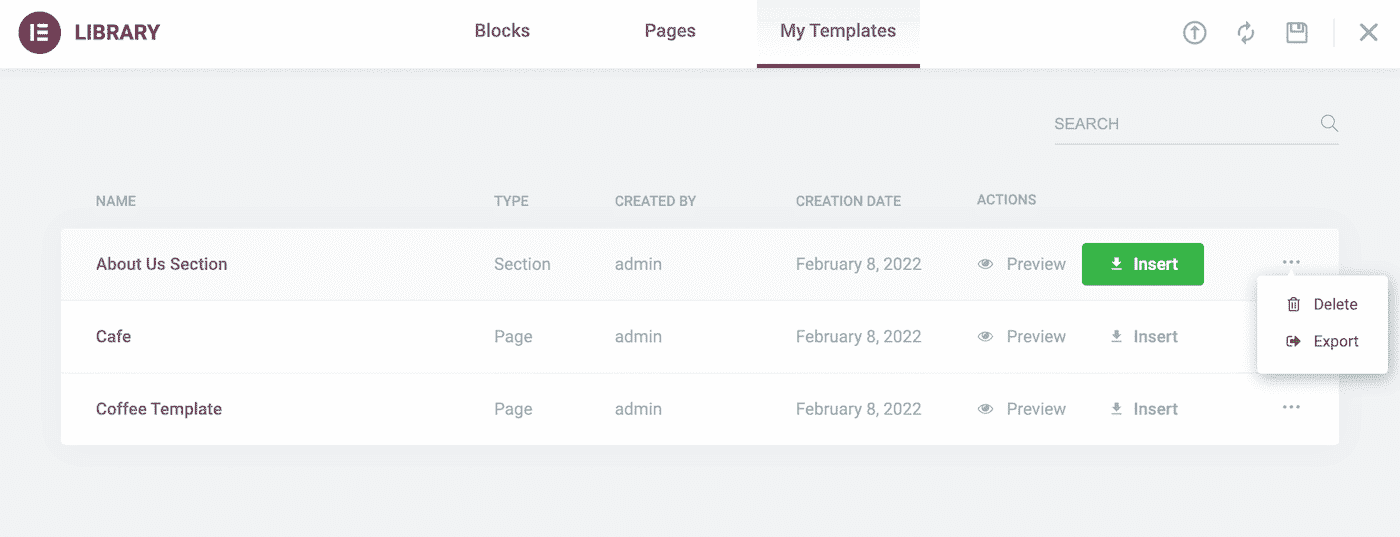 LIBRARY Blocks Pages My Templates
SEARCH
NAME TYPE CREATED BY CREATION DATE ACTIONS
About Us Section Section admin February 8, 2022 Preview Insert
Delete
Cafe Page admin February 8, 2022 Preview Insert
Export
Coffee Template Page admin February 8, 2022 Preview Insert